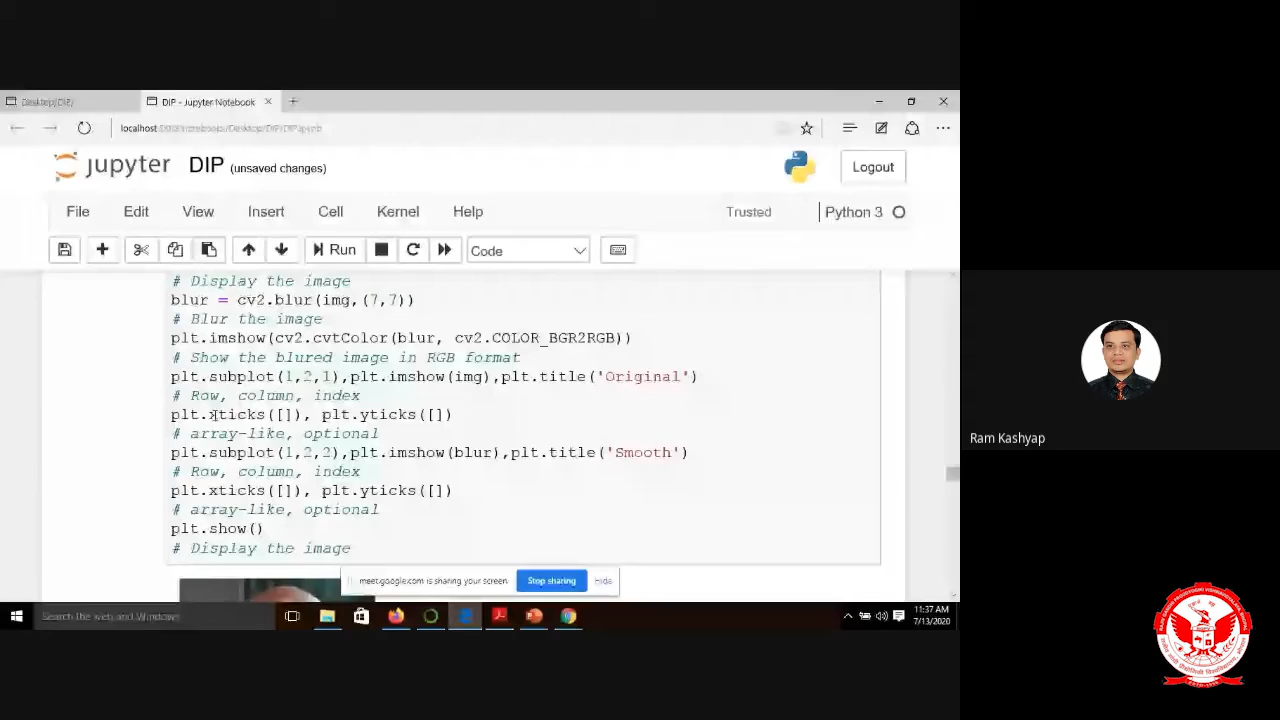 Desktop/DIP/
DIP - Jupyter Notebook
jupyter DIP (unsaved changes)
Logout
File Edit View Insert Cell Kernel Help
Trusted Python 3
Run Code
# Display the image
blur = cv2.blur(img,(7,7))
# Blur the image
plt.imshow(cv2.cvtColor(blur, cv2.COLOR_BGR2RGB))
# Show the blured image in RGB format
plt.subplot(1,2,1),plt.imshow(img),plt.title('Original')
# Row, column, index
plt.xticks([]), plt.yticks([])
# array-like, optional
plt.subplot(1,2,2),plt.imshow(blur),plt.title('Smooth')
# Row, column, index
plt.xticks([]), plt.yticks([])
# array-like, optional
plt.show()
# Display the image
meet.google.com is sharing your screen
Stop sharing
Hide
Search the web and Windows
11:37 AM
7/13/2020
Ram Kashyap